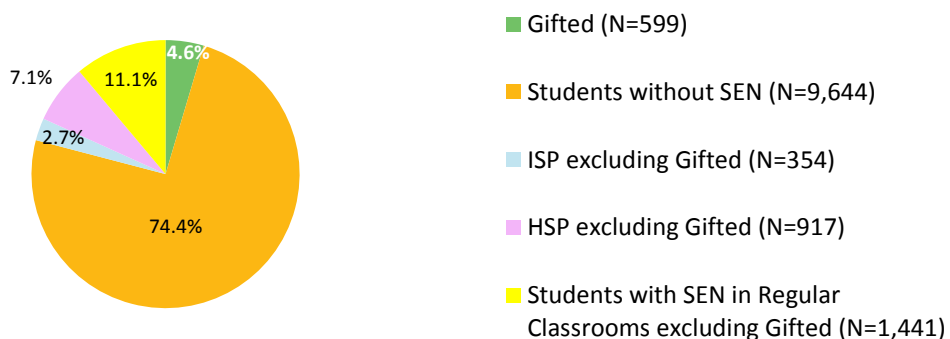 Gifted (N=599)
4.6%
7.1%
11.1%
Students without SEN (N=9,644)
2.7%
ISP excluding Gifted (N=354)
74.4%
HSP excluding Gifted (N=917)
Students with SEN in Regular
Classrooms excluding Gifted (N=1,441)